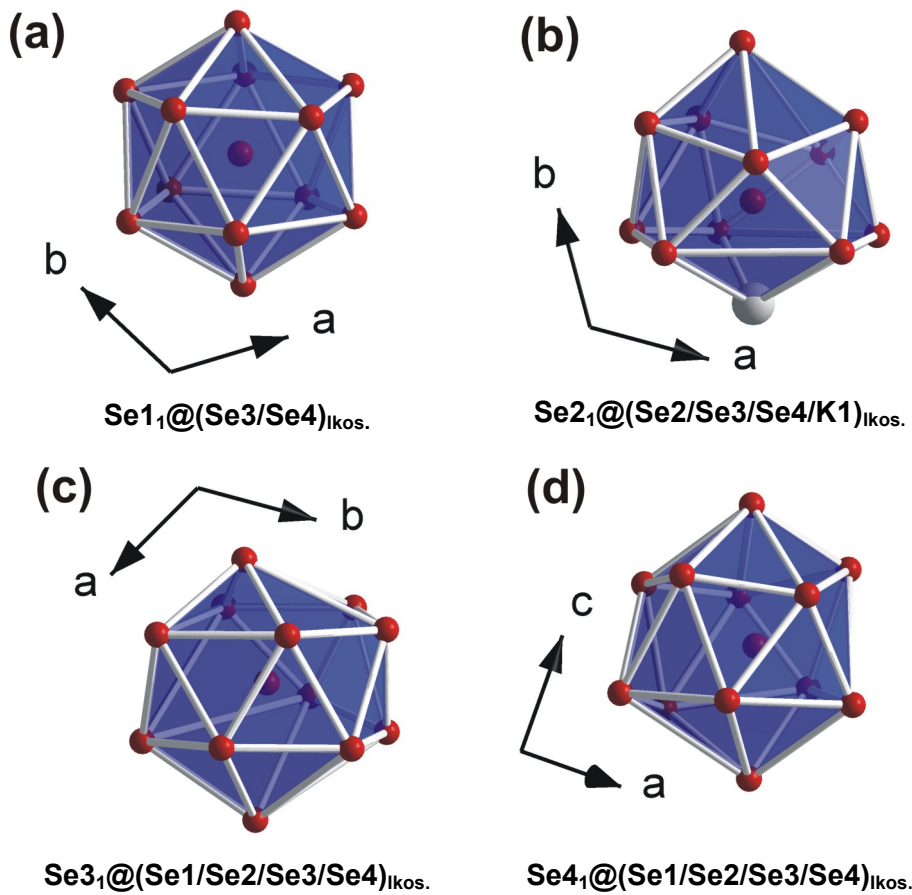 (a)
(b)
b
a
b
a
Se1₁@(Se3/Se4)Ikos.
Se2₁@(Se2/Se3/Se4/K1)Ikos.
(c)
(d)
b
a
c
a
Se3₁@(Se1/Se2/Se3/Se4)Ikos.
Se4₁@(Se1/Se2/Se3/Se4)Ikos.